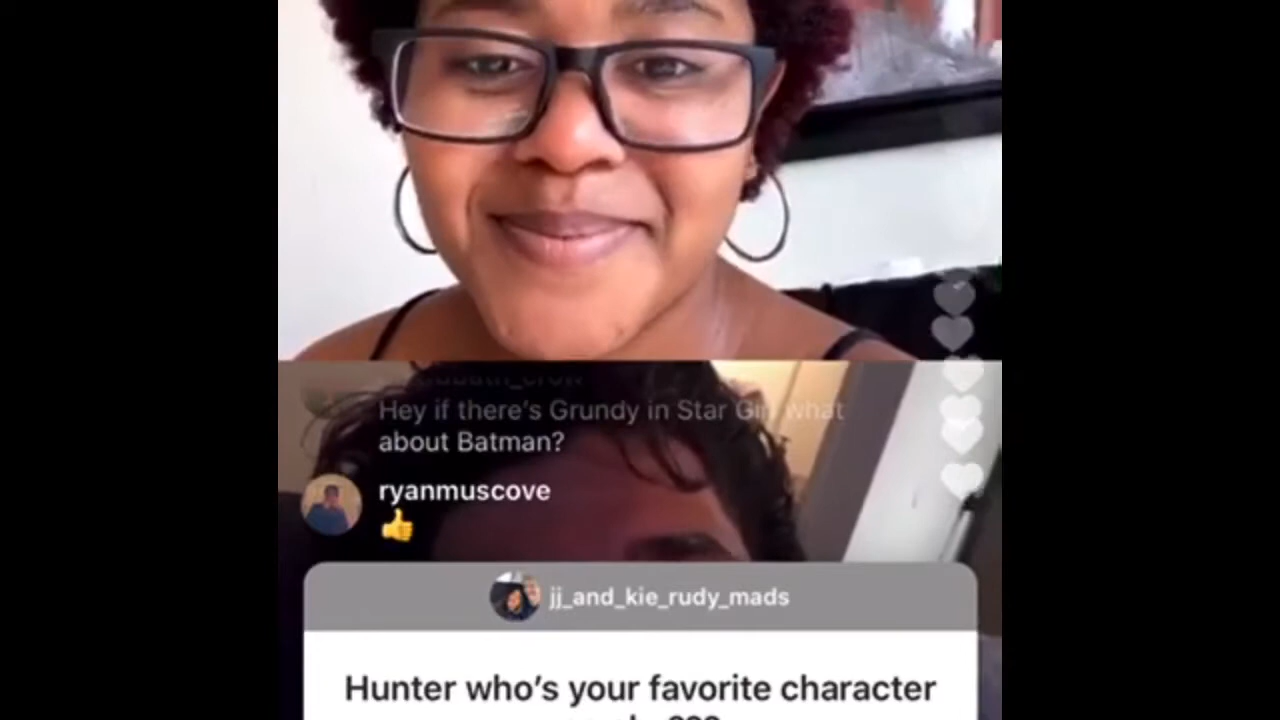 Hey if there's Grundy in Star Girl what
about Batman?
ryanmuscove
👍
jj_and_kie_rudy_mads
Hunter who's your favorite character